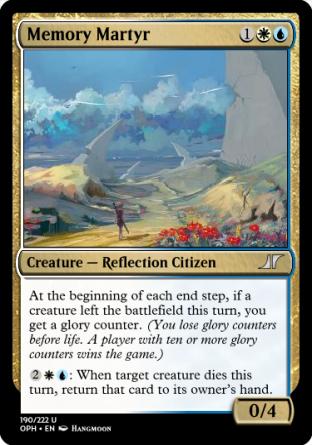 Memory Martyr 1
Creature — Reflection Citizen
At the beginning of each end step, if a
creature left the battlefield this turn, you
get a glory counter. (You lose glory counters
before life. A player with ten or more glory
counters wins the game.)
2 : When target creature dies this
turn, return that card to its owner's hand.
0/4
190/222 U
OPH • EN HANGMOON